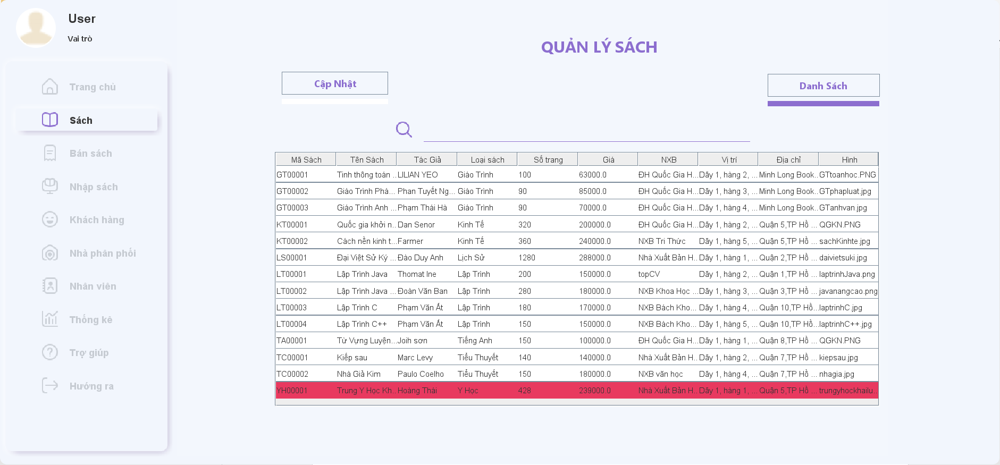 User
Vai trò
Trang chủ
Sách
Bán sách
Nhập sách
Khách hàng
Nhà phân phối
Nhân viên
Thống kê
Trợ giúp
Hướng ra
QUẢN LÝ SÁCH
Cập Nhật
Danh Sách
Mã Sách Tên Sách Tác Giả Loại sách Số trang Giá NXB Vị trí Địa chỉ Hình
GT00001 Tinh thông toán ... LILIAN YEO Giáo Trình 100 63000.0 ĐH Quốc Gia H... Dãy 1, hàng 2, ... Minh Long Book... GTtoanhoc.PNG
GT00002 Giáo Trình Phá... Phan Tuyết Ng... Giáo Trình 90 85000.0 ĐH Quốc Gia H... Dãy 1, hàng 3, ... Minh Long Book... GTphapluat.jpg
GT00003 Giáo Trình Anh ... Phạm Thái Hà Giáo Trình 90 70000.0 ĐH Quốc Gia H... Dãy 1, hàng 4, ... Minh Long Book... GTanhvan.jpg
KT00001 Quốc gia khởi n... Dan Senor Kinh Tế 320 200000.0 ĐH Quốc Gia H... Dãy 1, hàng 2, ... Quận 5,TP Hồ ... QGKN.PNG
KT00002 Cách nền kinh t... Farmer Kinh Tế 360 240000.0 NXB Tri Thức Dãy 1, hàng 5, ... Quận 5,TP Hồ ... sachKinhte.jpg
LS00001 Đại Việt Sử Ký ... Đào Duy Anh Lịch Sử 1280 288000.0 Nhà Xuất Bản H... Dãy 1, hàng 1, ... Quận 2,TP Hồ ... daivietsuki.jpg
LT00001 Lập Trình Java Thomat Ine Lập Trình 200 150000.0 topCV Dãy 1, hàng 2, ... Quận 1,TP Hồ ... laptrinhJava.png
LT00002 Lập Trình Java ... Đoàn Văn Ban Lập Trình 280 180000.0 NXB Khoa Học ... Dãy 1, hàng 3, ... Quận 3,TP Hồ ... javanangcao.png
LT00003 Lập Trình C Phạm Văn Ất Lập Trình 180 170000.0 NXB Bách Kho... Dãy 1, hàng 4, ... Quận 10,TP Hồ... laptrinhC.jpg
LT00004 Lập Trình C++ Phạm Văn Ất Lập Trình 150 150000.0 NXB Bách Kho... Dãy 1, hàng 5, ... Quận 10,TP Hồ... laptrinhC++.jpg
TA00001 Từ Vựng Luyện... Joih sơn Tiếng Anh 150 100000.0 ĐH Quốc Gia H... Dãy 1, hàng 1, ... Quận 8,TP Hồ ... QGKN.PNG
TC00001 Kiếp sau Marc Levy Tiểu Thuyết 140 140000.0 Nhà Xuất Bản H... Dãy 1, hàng 2, ... Quận 7,TP Hồ ... kiepsau.jpg
TC00002 Nhà Giả Kim Paulo Coelho Tiểu Thuyết 150 180000.0 NXB văn học Dãy 1, hàng 4, ... Quận 7,TP Hồ ... nhagia.jpg
YH00001 Trung Y Học Kh... Hoàng Thái Y Học 428 239000.0 Nhà Xuất Bản H... Dãy 1, hàng 1, ... Quận 5,TP Hồ ... trungyhockhailu...